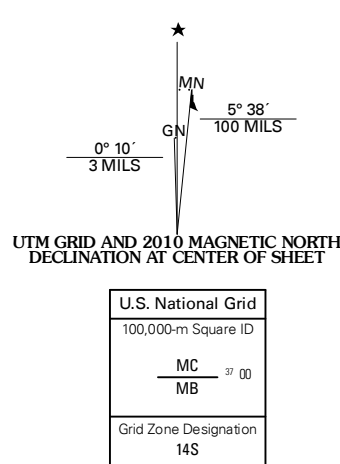 MN
GN
5° 38´
100 MILS
0° 10´
3 MILS
UTM GRID AND 2010 MAGNETIC NORTH
DECLINATION AT CENTER OF SHEET
U.S. National Grid
100,000-m Square ID
MC
37 00
MB
Grid Zone Designation
14S